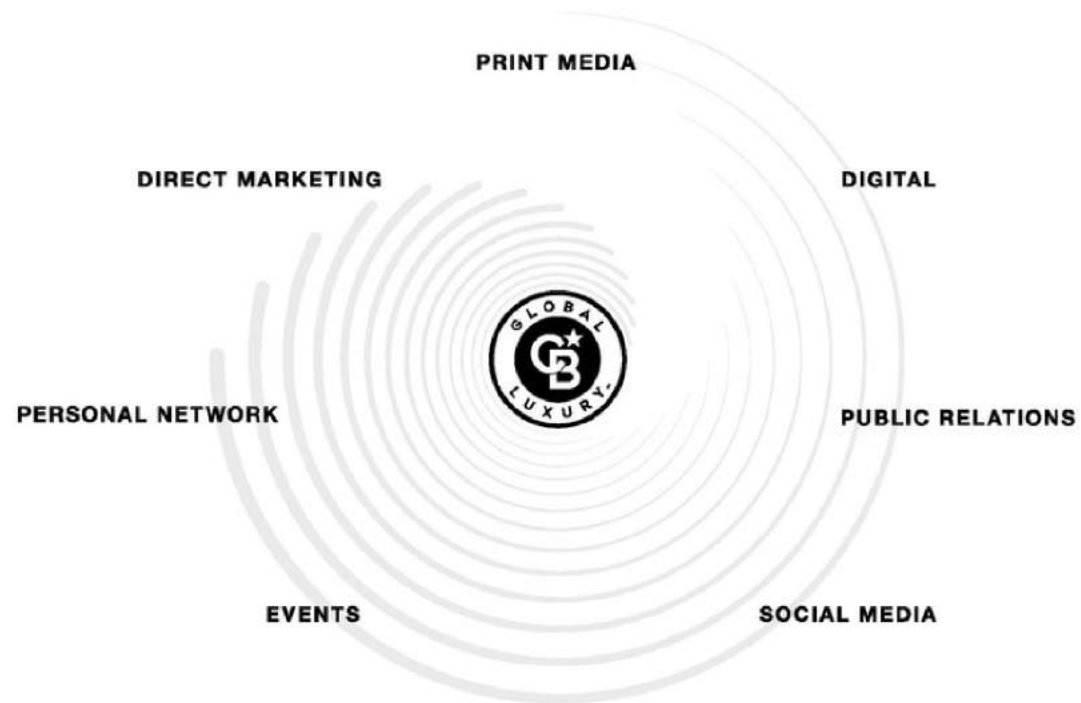 PRINT MEDIA
DIRECT MARKETING
DIGITAL
GLOBAL
CB
LUXURY
PERSONAL NETWORK
PUBLIC RELATIONS
EVENTS
SOCIAL MEDIA